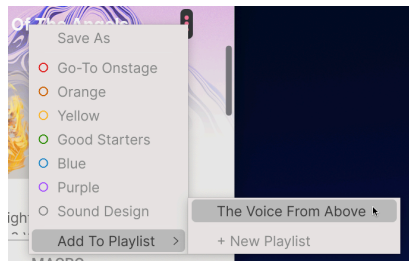 Of The Angels
Save As
Go-To Onstage
Orange
Yellow
Good Starters
Blue
Purple
Sound Design
Add To Playlist
The Voice From Above
+ New Playlist
MACRO